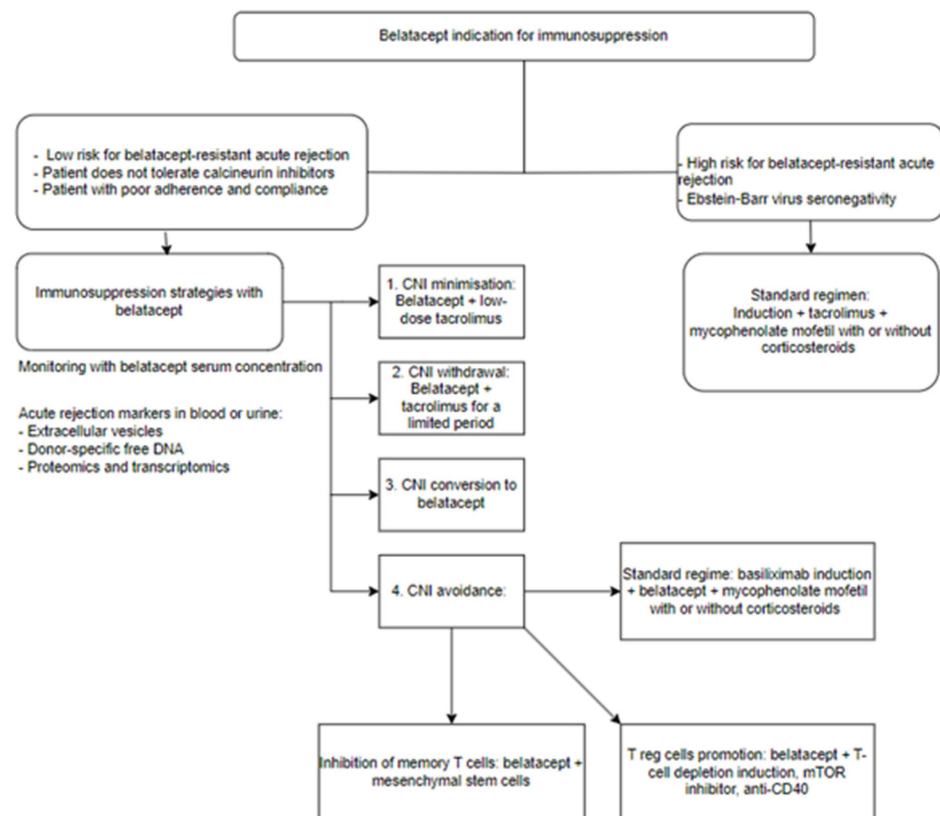 Belatacept indication for immunosuppression
- Low risk for belatacept-resistant acute rejection
- Patient does not tolerate calcineurin inhibitors
- Patient with poor adherence and compliance
- High risk for belatacept-resistant acute
rejection
- Ebstein-Barr virus seronegativity
Immunosuppression strategies with
belatacept
Monitoring with belatacept serum concentration
Acute rejection markers in blood or urine:
- Extracellular vesicles
- Donor-specific free DNA
- Proteomics and transcriptomics
1. CNI minimisation:
Belatacept + low-
dose tacrolimus
2. CNI withdrawal:
Belatacept +
tacrolimus for a
limited period
3. CNI conversion to
belatacept
4. CNI avoidance:
Standard regimen:
Induction + tacrolimus +
mycophenolate mofetil with or without
corticosteroids
Standard regime: basiliximab induction
+ belatacept + mycophenolate mofetil
with or without corticosteroids
Inhibition of memory T cells: belatacept +
mesenchymal stem cells
T reg cells promotion: belatacept + T-
cell depletion induction, mTOR
inhibitor, anti-CD40